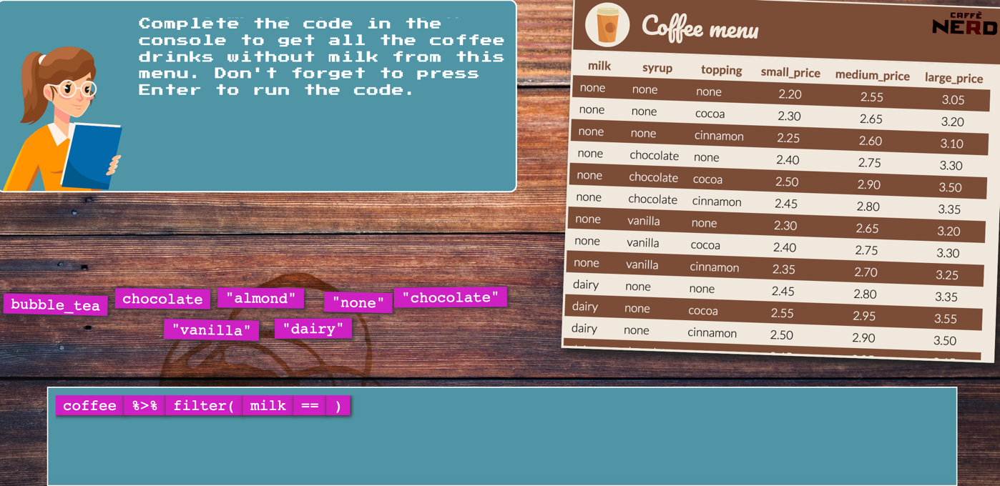 Complete the code in the
console to get all the coffee
drinks without milk from this
menu. Don't forget to press
Enter to run the code.
Coffee menu
CAFFÈ
NERD
milk syrup topping small_price medium_price large_price
none none none 2.20 2.55 3.05
none none cocoa 2.30 2.65 3.20
none none cinnamon 2.25 2.60 3.10
none chocolate none 2.40 2.75 3.30
none chocolate cocoa 2.50 2.90 3.50
none chocolate cinnamon 2.45 2.80 3.35
none vanilla none 2.30 2.65 3.20
none vanilla cocoa 2.40 2.75 3.30
none vanilla cinnamon 2.35 2.70 3.25
dairy none none 2.45 2.80 3.35
dairy none cocoa 2.55 2.95 3.55
dairy none cinnamon 2.50 2.90 3.50
bubble_tea chocolate "almond" "none" "chocolate"
"vanilla" "dairy"
coffee %>% filter( milk == )